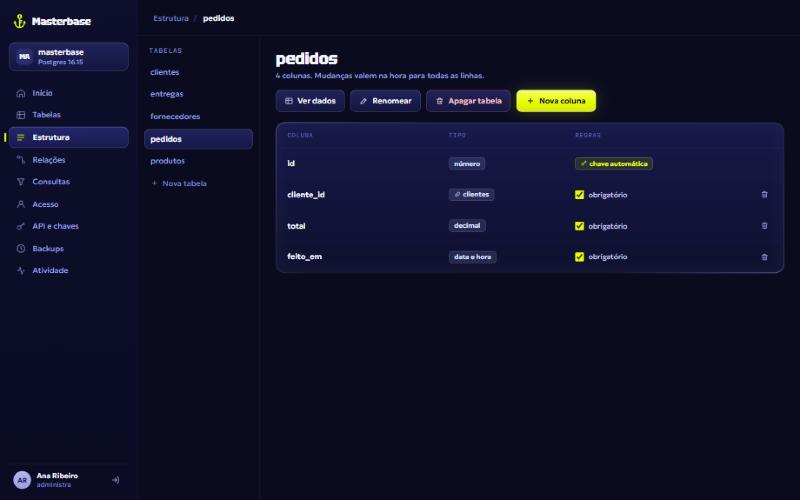 Masterbase
MA
masterbase
Postgres 16.15
Início
Tabelas
Estrutura
Relações
Consultas
Acesso
API e chaves
Backups
Atividade
AR
Ana Ribeiro
administra
Estrutura / pedidos
TABELAS
clientes
entregas
fornecedores
pedidos
produtos
+ Nova tabela
pedidos
4 colunas. Mudanças valem na hora para todas as linhas.
Ver dados
Renomear
Apagar tabela
+ Nova coluna
COLUNA TIPO REGRAS
id número chave automática
cliente_id clientes obrigatório
total decimal obrigatório
feito_em data e hora obrigatório